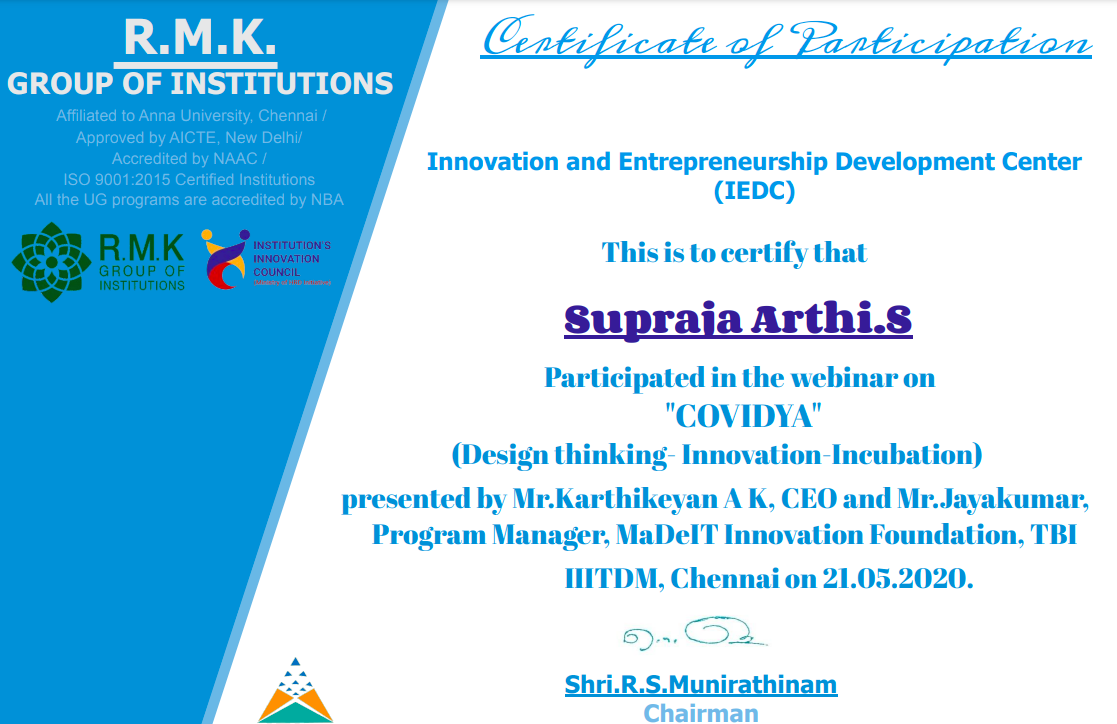 R.M.K.
GROUP OF INSTITUTIONS
Affiliated to Anna University, Chennai /
Approved by AICTE, New Delhi/
Accredited by NAAC /
ISO 9001:2015 Certified Institutions
All the UG programs are accredited by NBA
R.M.K
GROUP OF
INSTITUTIONS
INSTITUTION'S
INNOVATION
COUNCIL
Certificate of Participation
Innovation and Entrepreneurship Development Center
(IEDC)
This is to certify that
Supraja Arthi.S
Participated in the webinar on
"COVIDYA"
(Design thinking- Innovation-Incubation)
presented by Mr.Karthikeyan A K, CEO and Mr.Jayakumar,
Program Manager, MaDeIT Innovation Foundation, TBI
IIITDM, Chennai on 21.05.2020.
Shri.R.S.Munirathinam
Chairman